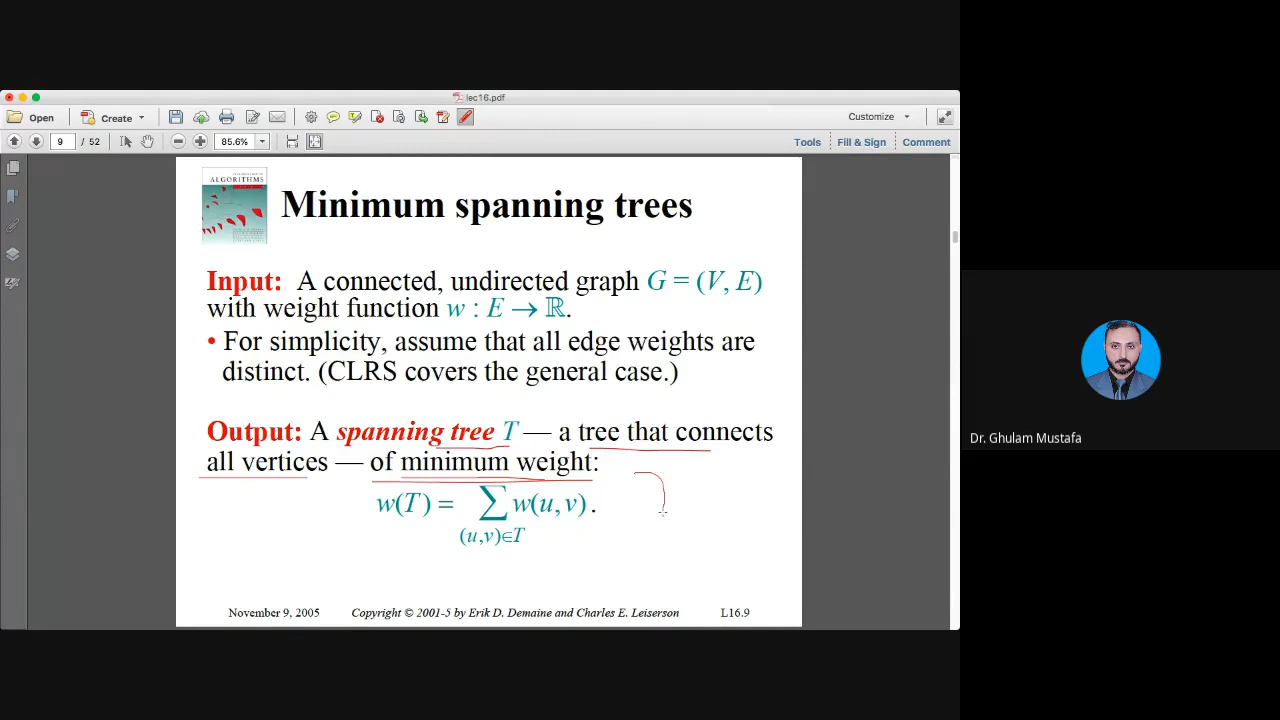 lec16.pdf
Open Create Customize
9 / 52 85.6% Tools Fill & Sign Comment
ALGORITHMS
Minimum spanning trees
Input: A connected, undirected graph G = (V, E)
with weight function w : E → ℝ.
• For simplicity, assume that all edge weights are
distinct. (CLRS covers the general case.)
Output: A spanning tree T — a tree that connects
all vertices — of minimum weight:
w(T) = ∑ w(u, v) .
(u,v)∈T
November 9, 2005 Copyright © 2001-5 by Erik D. Demaine and Charles E. Leiserson L16.9
Dr. Ghulam Mustafa